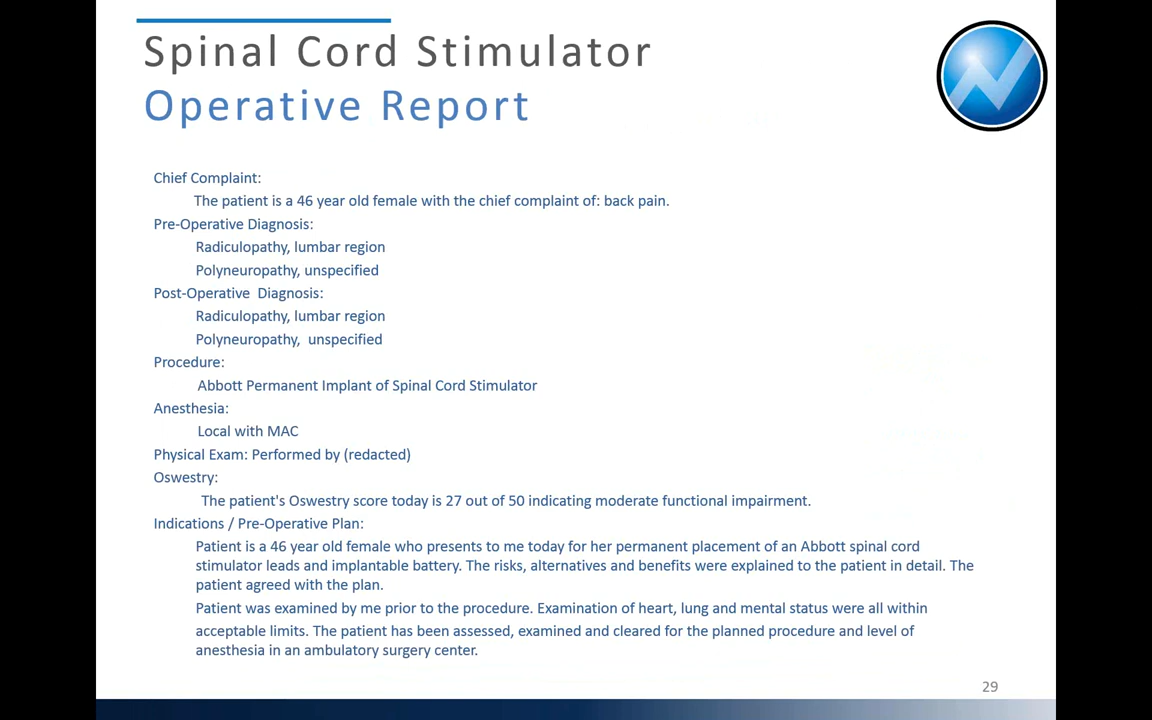 Spinal Cord Stimulator
Operative Report
Chief Complaint:
The patient is a 46 year old female with the chief complaint of: back pain.
Pre-Operative Diagnosis:
Radiculopathy, lumbar region
Polyneuropathy, unspecified
Post-Operative Diagnosis:
Radiculopathy, lumbar region
Polyneuropathy, unspecified
Procedure:
Abbott Permanent Implant of Spinal Cord Stimulator
Anesthesia:
Local with MAC
Physical Exam: Performed by (redacted)
Oswestry:
The patient's Oswestry score today is 27 out of 50 indicating moderate functional impairment.
Indications / Pre-Operative Plan:
Patient is a 46 year old female who presents to me today for her permanent placement of an Abbott spinal cord
stimulator leads and implantable battery. The risks, alternatives and benefits were explained to the patient in detail. The
patient agreed with the plan.
Patient was examined by me prior to the procedure. Examination of heart, lung and mental status were all within
acceptable limits. The patient has been assessed, examined and cleared for the planned procedure and level of
anesthesia in an ambulatory surgery center.
29